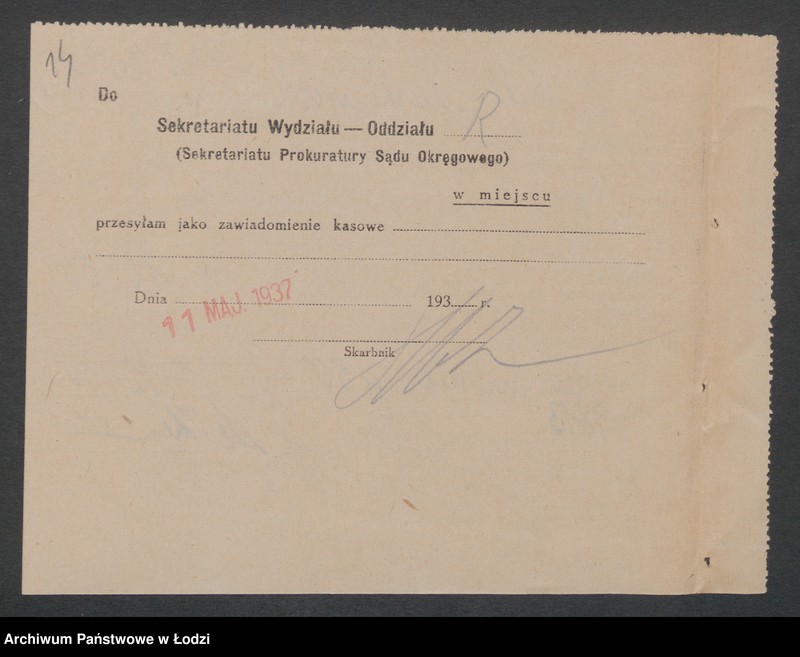 14
Do
Sekretariatu Wydziału — Oddziału R
(Sekretariatu Prokuratury Sądu Okręgowego)
w miejscu
przesyłam jako zawiadomienie kasowe
Dnia 193 r.
11 MAJ. 1937
Skarbnik
Archiwum Państwowe w Łodzi